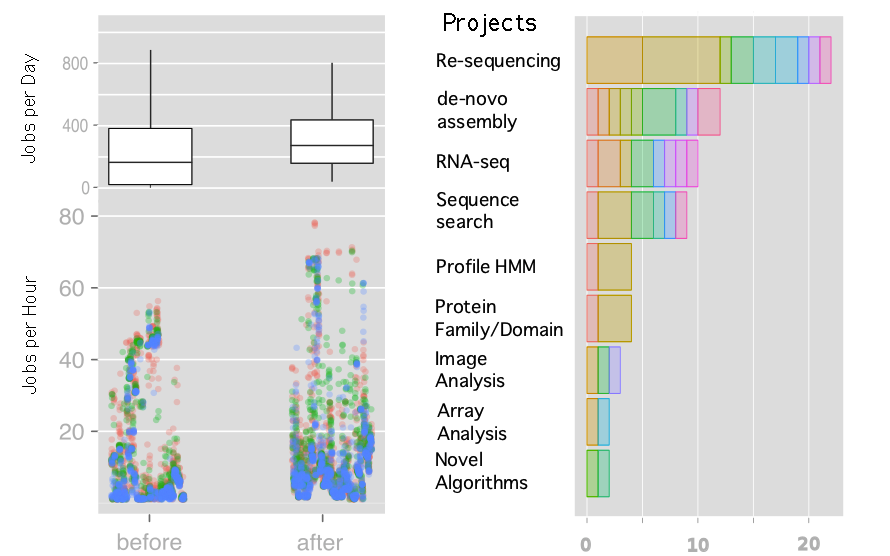 Jobs per Day
800
400
0
Jobs per Hour
80
60
40
20
before
after
Projects
Re-sequencing
de-novo
assembly
RNA-seq
Sequence
search
Profile HMM
Protein
Family/Domain
Image
Analysis
Array
Analysis
Novel
Algorithms
0
10
20